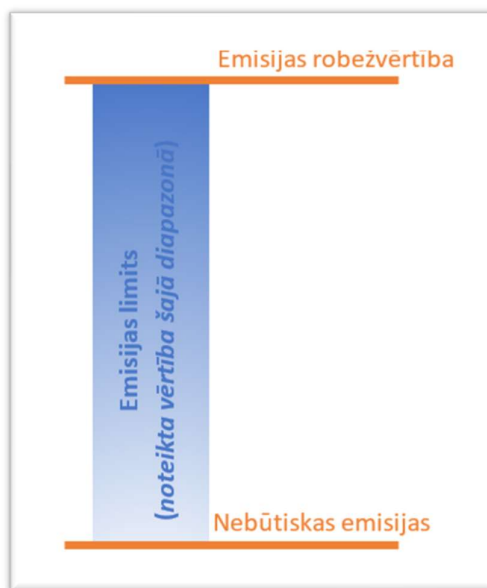 Emisijas robežvērtība
Emisijas limits
(noteikta vērtība šajā diapazonā)
Nebūtiskas emisijas